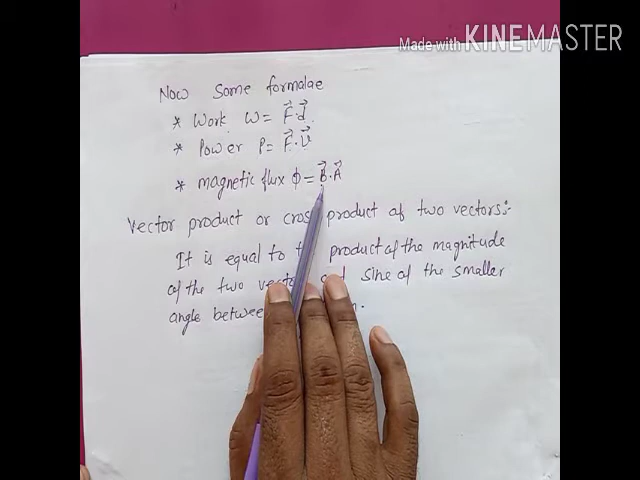 Made with KINEMASTER
Now Some formalae
* Work W = F⃗.d⃗
* Power P = F⃗.V⃗
* magnetic flux ϕ = B⃗.A⃗
Vector product or cross product of two vectors:-
It is equal to the product of the magnitude
of the two vectors and sine of the smaller
angle between